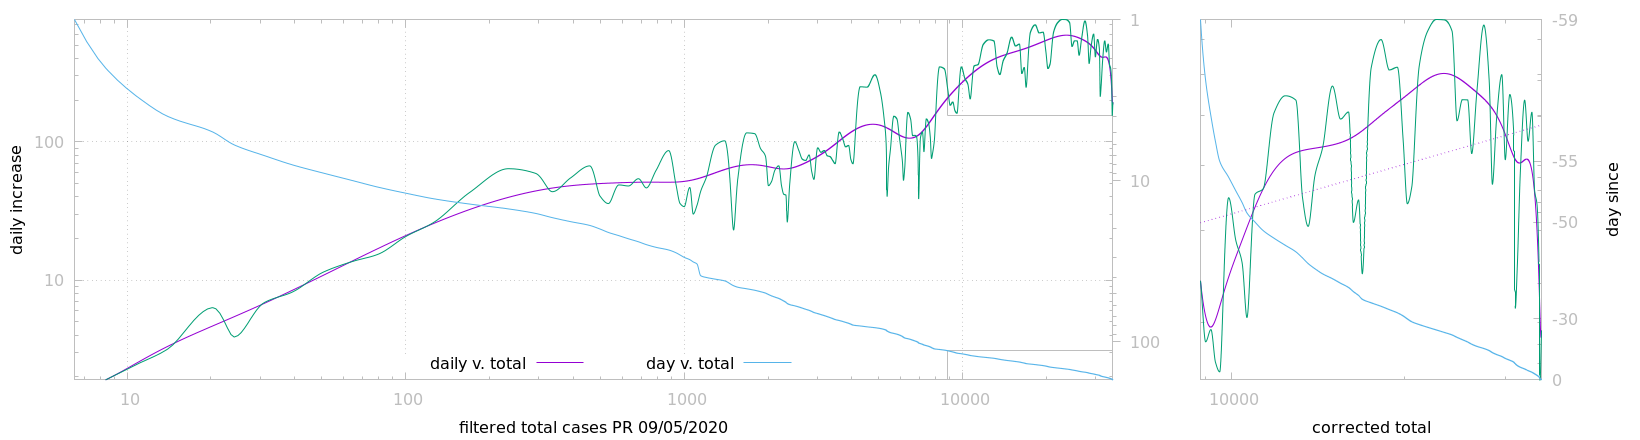 daily increase
100
10
10
100
1000
10000
filtered total cases PR 09/05/2020
daily v. total
day v. total
1
10
100
10000
corrected total
-59
-55
-50
-30
0
day since